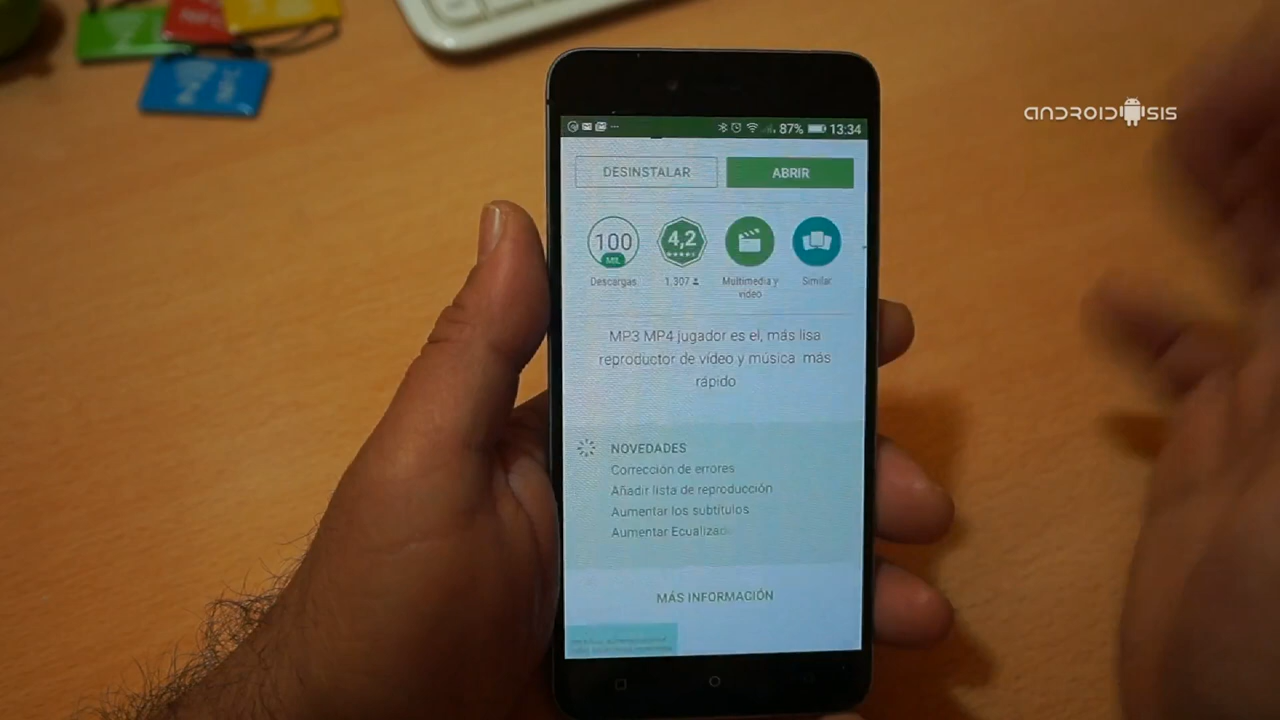 ANDROIDSIS
87% 13:34
DESINSTALAR
ABRIR
100
MIL
4,2
Descargas
1.307
Multimedia y
vídeo
Similar
MP3 MP4 jugador es el, más lisa
reproductor de vídeo y música más
rápido
NOVEDADES
Corrección de errores
Añadir lista de reproducción
Aumentar los subtítulos
Aumentar Ecualizad
MÁS INFORMACIÓN